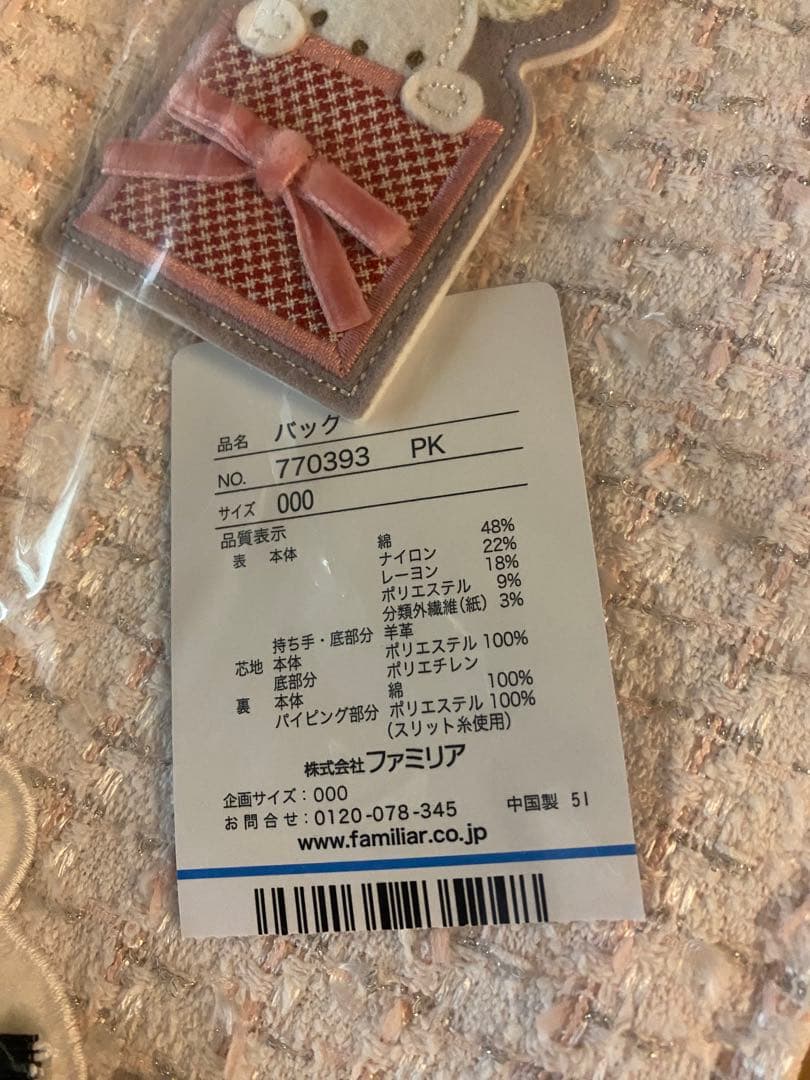 品名 バック
NO. 770393 PK
サイズ 000
品質表示
表 本体 綿 48%
ナイロン 22%
レーヨン 18%
ポリエステル 9%
分類外繊維(紙) 3%
持ち手・底部分 羊革
芯地 本体 ポリエステル 100%
底部分 ポリエチレン
裏 本体 綿 100%
パイピング部分 ポリエステル 100%
(スリット糸使用)
株式会社ファミリア
企画サイズ：000
お問合せ：0120-078-345 中国製 51
www.familiar.co.jp